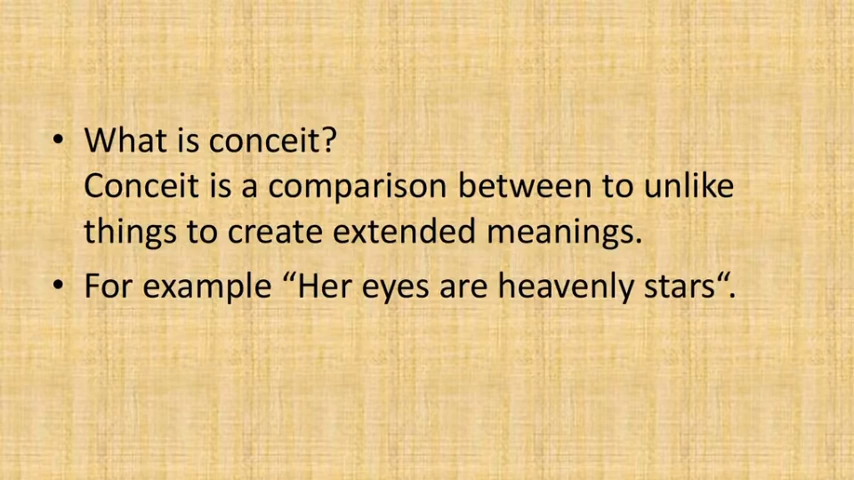 • What is conceit?
Conceit is a comparison between to unlike
things to create extended meanings.
• For example “Her eyes are heavenly stars“.